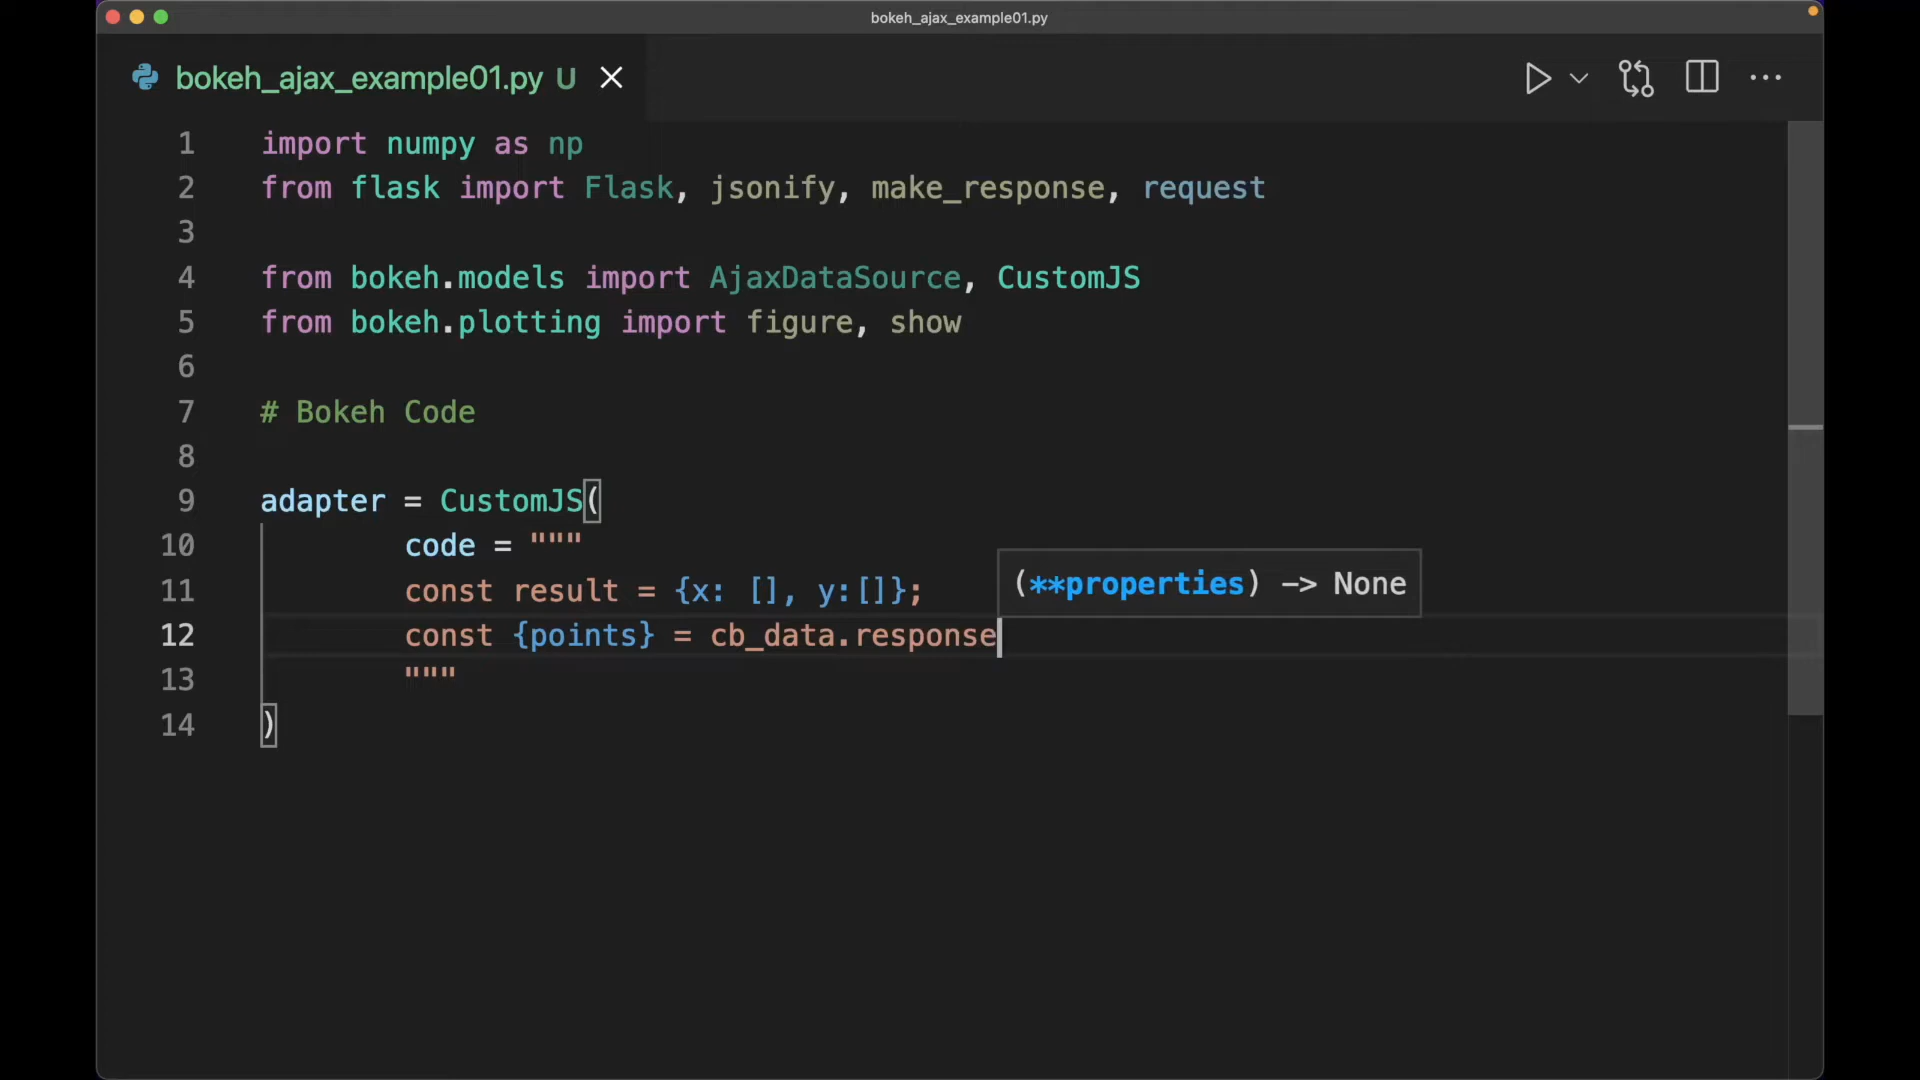 bokeh_ajax_example01.py
bokeh_ajax_example01.py U
1 import numpy as np
2 from flask import Flask, jsonify, make_response, request
3
4 from bokeh.models import AjaxDataSource, CustomJS
5 from bokeh.plotting import figure, show
6
7 # Bokeh Code
8
9 adapter = CustomJS(
10 code = """
11 const result = {x: [], y:[]};
(**properties) -> None
12 const {points} = cb_data.response
13 """
14 )